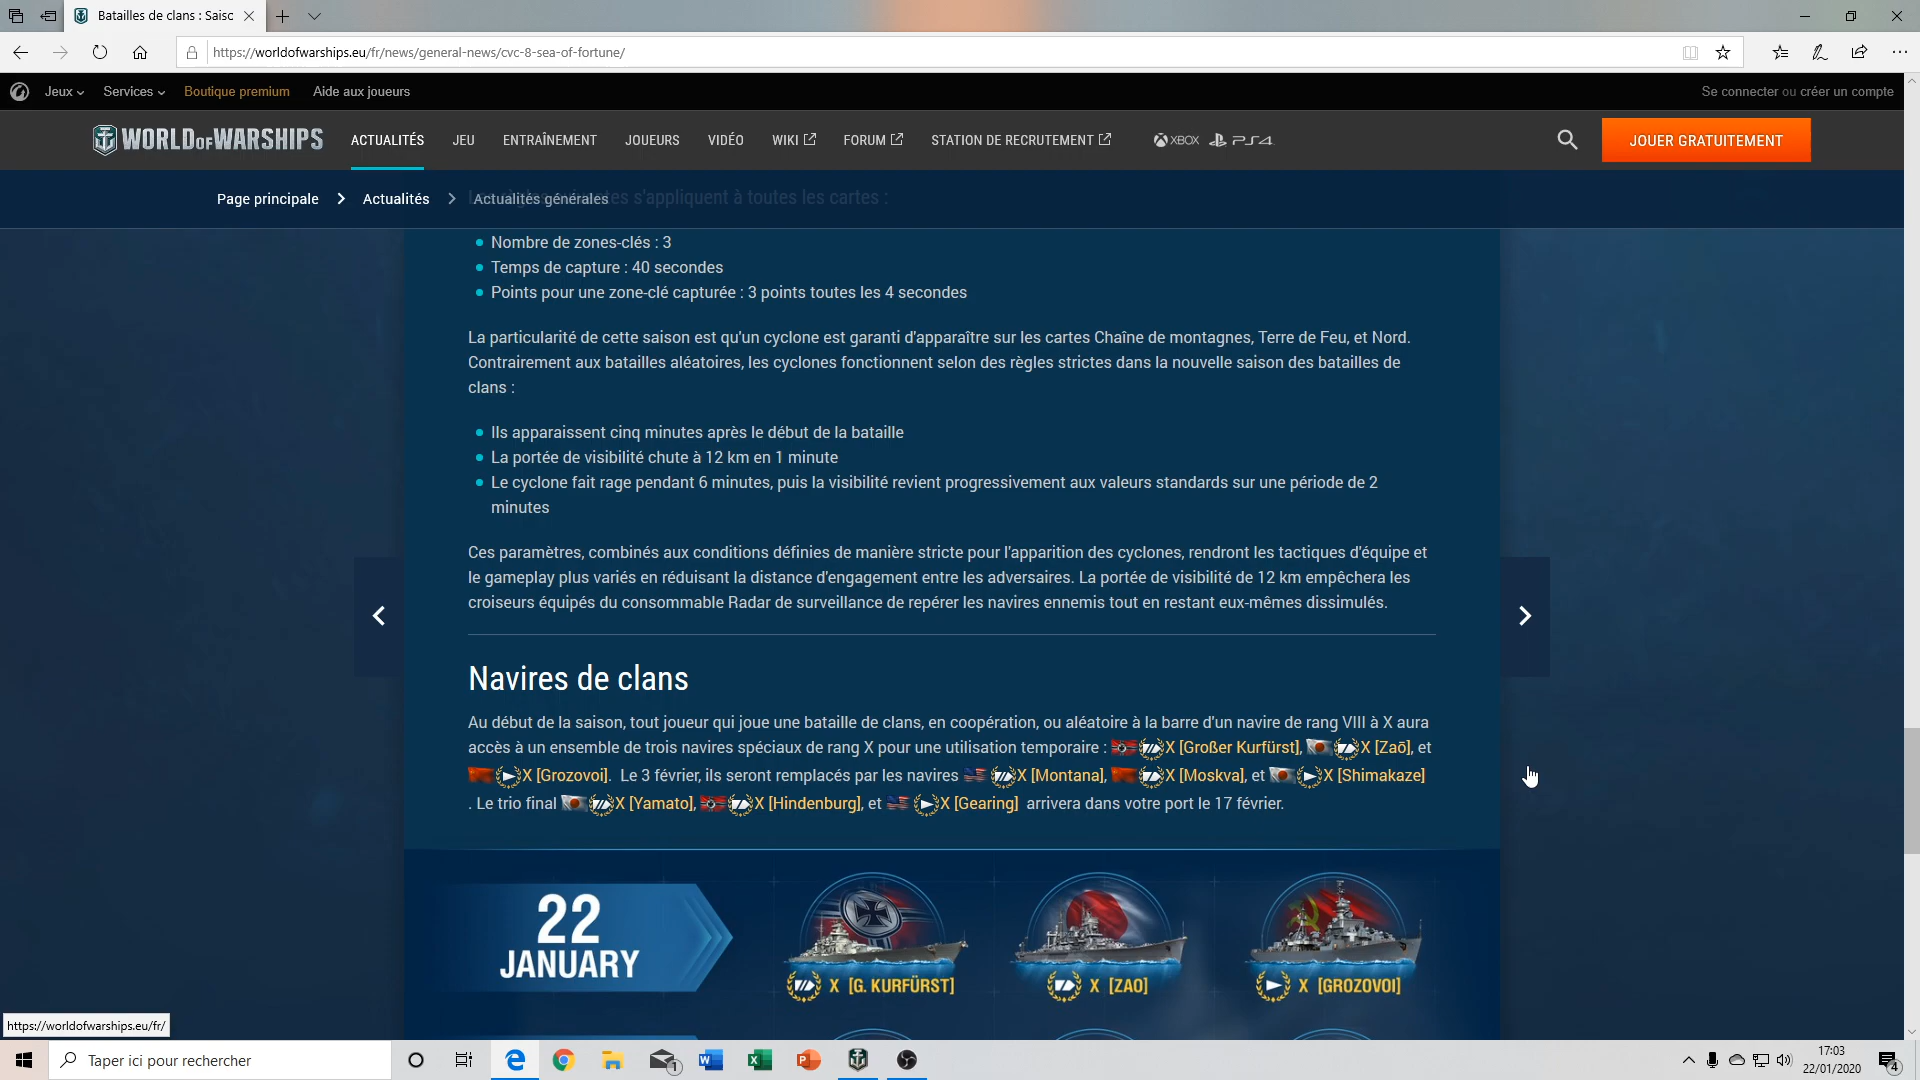 Batailles de clans : Saisc
https://worldofwarships.eu/fr/news/general-news/cvc-8-sea-of-fortune/
Jeux Services Boutique premium Aide aux joueurs Se connecter ou créer un compte
WORLD OF WARSHIPS ACTUALITÉS JEU ENTRAÎNEMENT JOUEURS VIDÉO WIKI FORUM STATION DE RECRUTEMENT XBOX PS4 JOUER GRATUITEMENT
Page principale > Actualités > Actualités générales
s'appliquent à toutes les cartes :
Nombre de zones-clés : 3
Temps de capture : 40 secondes
Points pour une zone-clé capturée : 3 points toutes les 4 secondes
La particularité de cette saison est qu'un cyclone est garanti d'apparaître sur les cartes Chaîne de montagnes, Terre de Feu, et Nord.
Contrairement aux batailles aléatoires, les cyclones fonctionnent selon des règles strictes dans la nouvelle saison des batailles de
clans :
Ils apparaissent cinq minutes après le début de la bataille
La portée de visibilité chute à 12 km en 1 minute
Le cyclone fait rage pendant 6 minutes, puis la visibilité revient progressivement aux valeurs standards sur une période de 2
minutes
Ces paramètres, combinés aux conditions définies de manière stricte pour l'apparition des cyclones, rendront les tactiques d'équipe et
le gameplay plus variés en réduisant la distance d'engagement entre les adversaires. La portée de visibilité de 12 km empêchera les
croiseurs équipés du consommable Radar de surveillance de repérer les navires ennemis tout en restant eux-mêmes dissimulés.
Navires de clans
Au début de la saison, tout joueur qui joue une bataille de clans, en coopération, ou aléatoire à la barre d'un navire de rang VIII à X aura
accès à un ensemble de trois navires spéciaux de rang X pour une utilisation temporaire : X [Großer Kurfürst], X [Zaō], et
X [Grozovoi]. Le 3 février, ils seront remplacés par les navires X [Montana], X [Moskva], et X [Shimakaze]
. Le trio final X [Yamato], X [Hindenburg], et X [Gearing] arrivera dans votre port le 17 février.
22
JANUARY
X [G. KURFÜRST] X [ZAO] X [GROZOVOI]
https://worldofwarships.eu/fr/
Taper ici pour rechercher
1
17:03
22/01/2020
4